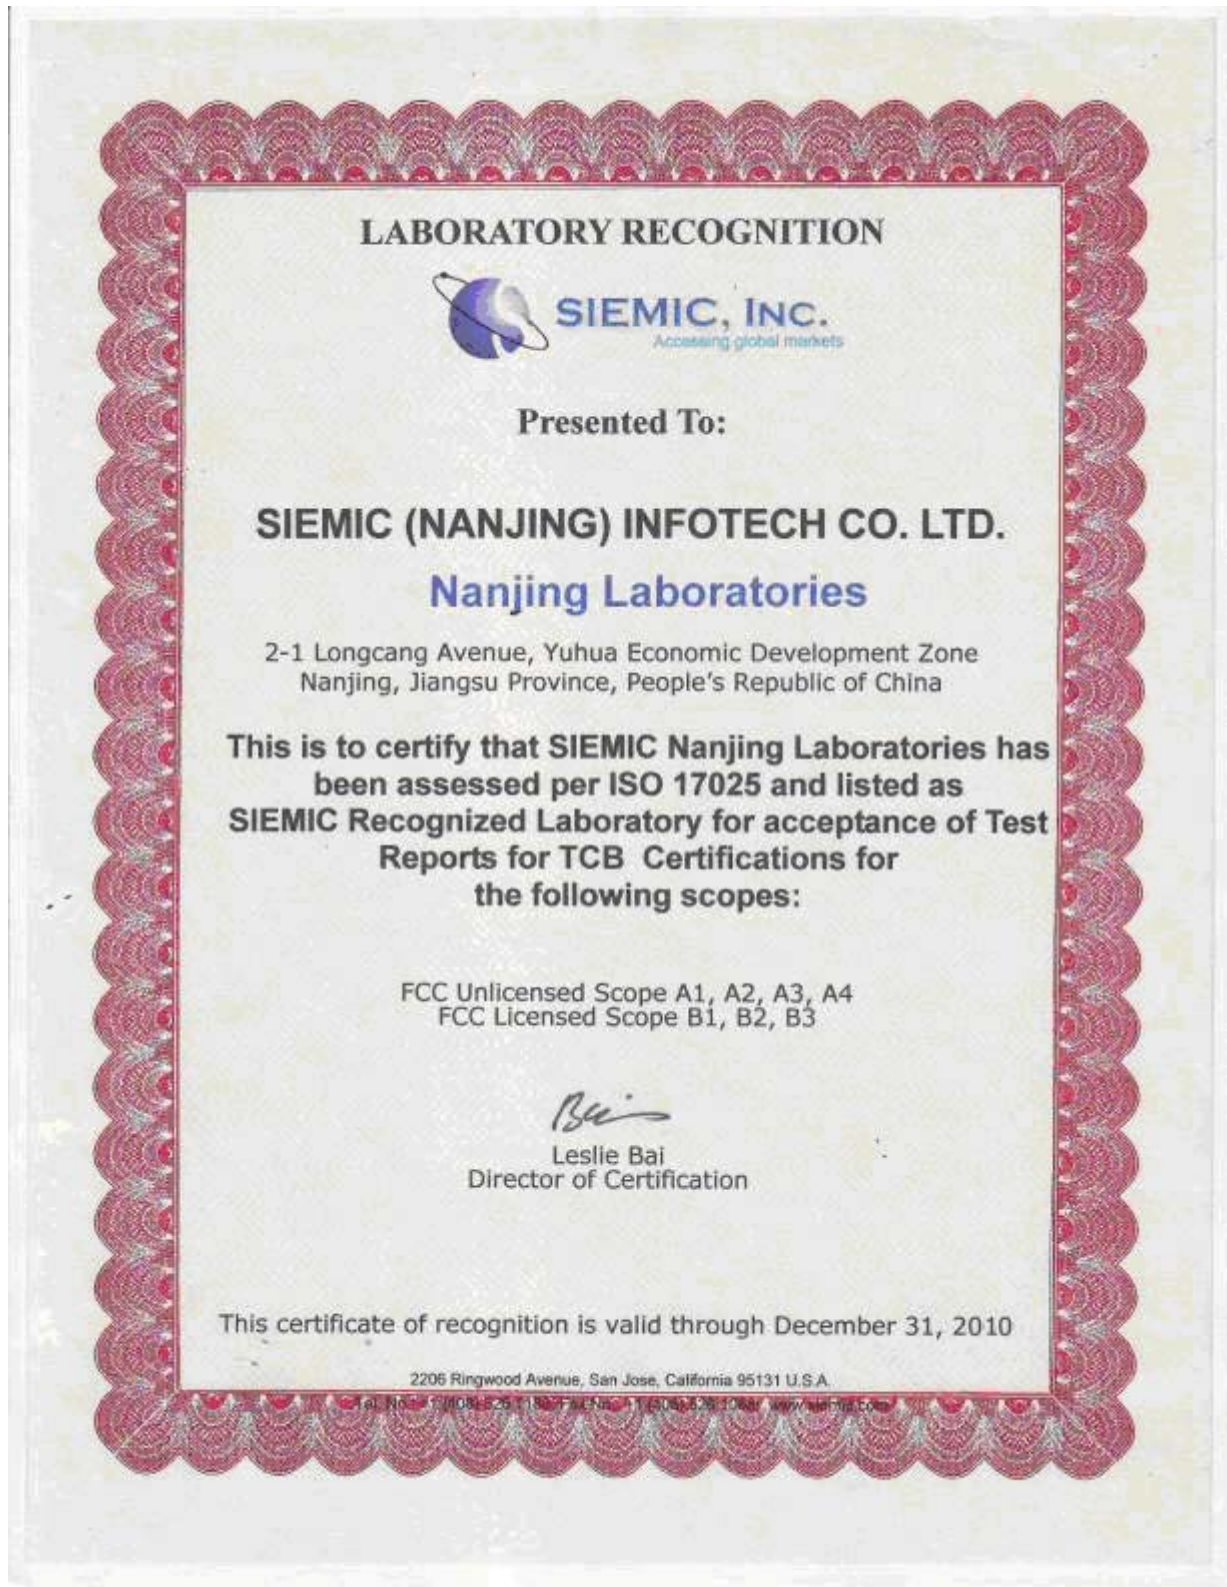 LABORATORY RECOGNITION
SIEMIC, INC.
Accessing global markets
Presented To:
SIEMIC (NANJING) INFOTECH CO. LTD.
Nanjing Laboratories
2-1 Longcang Avenue, Yuhua Economic Development Zone
Nanjing, Jiangsu Province, People's Republic of China
This is to certify that SIEMIC Nanjing Laboratories has
been assessed per ISO 17025 and listed as
SIEMIC Recognized Laboratory for acceptance of Test
Reports for TCB Certifications for
the following scopes:
FCC Unlicensed Scope A1, A2, A3, A4
FCC Licensed Scope B1, B2, B3
Leslie Bai
Director of Certification
This certificate of recognition is valid through December 31, 2010
2206 Ringwood Avenue, San Jose, California 95131 U.S.A.